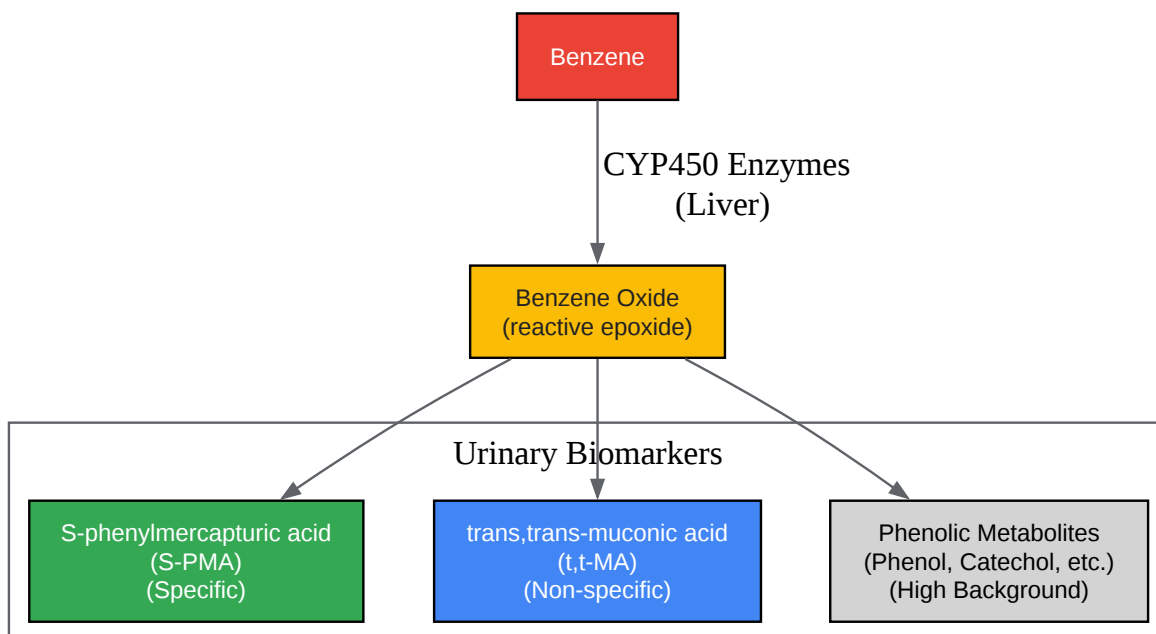 Benzene
CYP450 Enzymes
(Liver)
Benzene Oxide
(reactive epoxide)
Urinary Biomarkers
S-phenylmercapturic acid
(S-PMA)
(Specific)
trans,trans-muconic acid
(t,t-MA)
(Non-specific)
Phenolic Metabolites
(Phenol, Catechol, etc.)
(High Background)